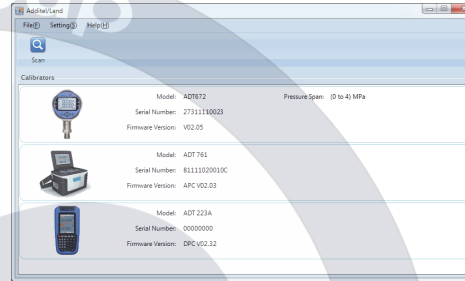 Additel/Land
File(F) Setting(S) Help(H)
Scan
Calibrators
Model: ADT672 Pressure Span: (0 to 4) MPa
Serial Number: 27311110023
Firmware Version: V02.05
Model: ADT 761
Serial Number: 81111020010C
Firmware Version: APC V02.03
Model: ADT 223A
Serial Number: 00000000
Firmware Version: DPC V02.32